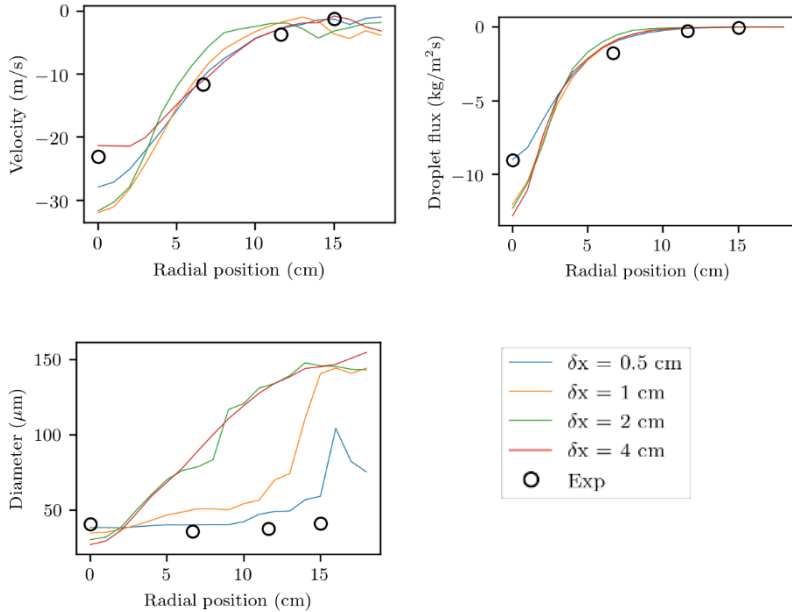 0
−10
−20
−30
Velocity (m/s)
0
5
10
15
Radial position (cm)
0
−5
−10
Droplet flux (kg/m²s)
0
5
10
15
Radial position (cm)
150
100
50
Diameter (μm)
0
5
10
15
Radial position (cm)
δx = 0.5 cm
δx = 1 cm
δx = 2 cm
δx = 4 cm
Exp